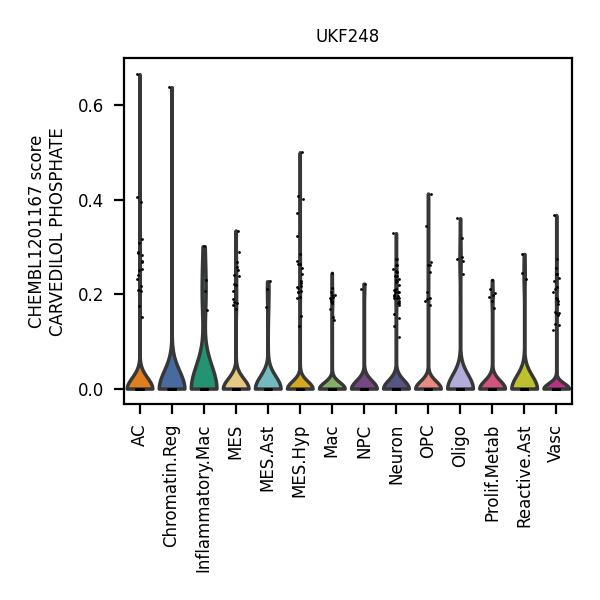 UKF248
CHEMBL1201167 score
CARVEDILOL PHOSPHATE
0.6
0.4
0.2
0.0
AC
Chromatin.Reg
Inflammatory.Mac
MES
MES.Ast
MES.Hyp
Mac
NPC
Neuron
OPC
Oligo
Prolif.Metab
Reactive.Ast
Vasc